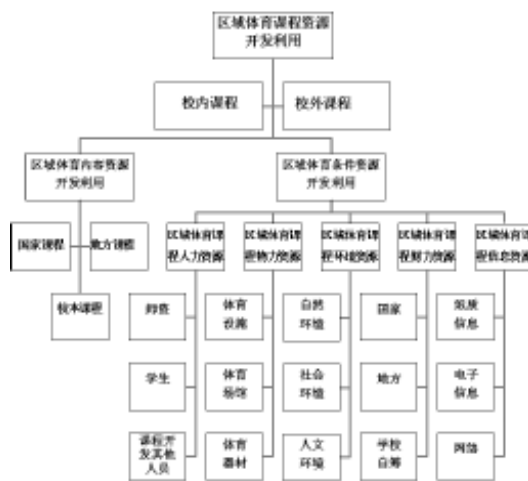 区域体育课程资源
开发利用
校内课程
校外课程
区域体育内容资源
开发利用
区域体育条件资源
开发利用
国家课程
地方课程
校本课程
区域体育课
程人力资源
区域体育课
程物力资源
区域体育课
程环境资源
区域体育课
程财力资源
区域体育课
程信息资源
师资
体育
设施
自然
环境
国家
纸质
信息
学生
体育
场馆
社会
环境
地方
电子
信息
课程开
发其他
人员
体育
器材
人文
环境
学校
自筹
网络